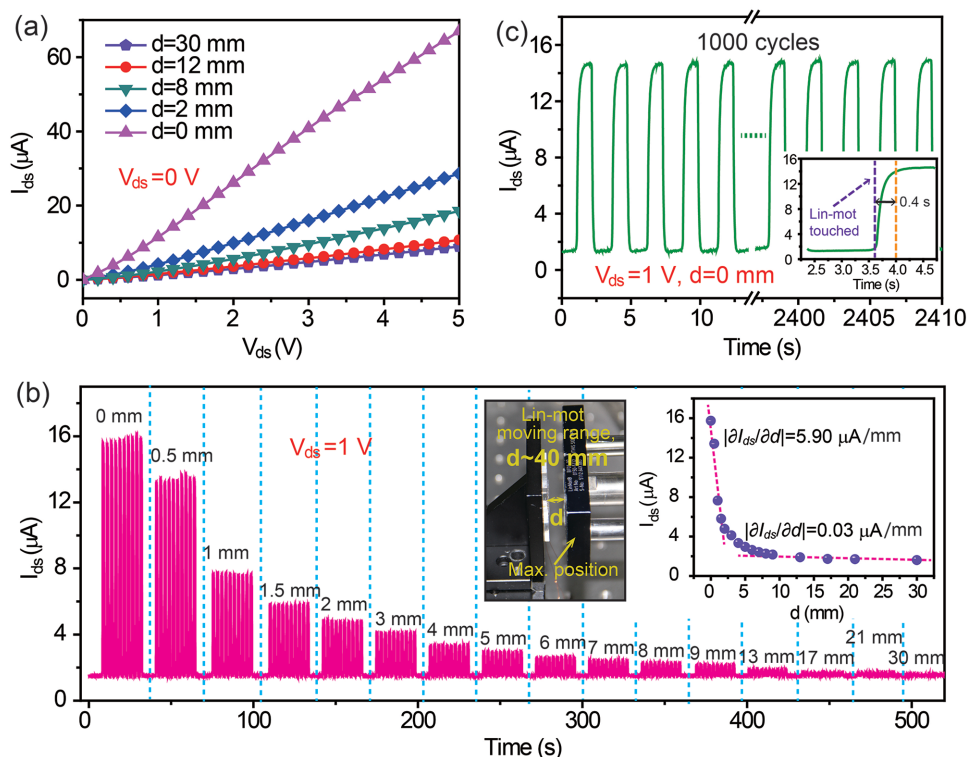 (a)
60
30
0
0
1
2
3
4
5
I_ds (μA)
V_ds (V)
d=30 mm
d=12 mm
d=8 mm
d=2 mm
d=0 mm
V_ds=0 V
(c)
1000 cycles
16
12
8
4
0
I_ds (μA)
0
5
10
2400
2405
2410
Time (s)
V_ds=1 V, d=0 mm
16
12
8
4
0
2.5
3.0
3.5
4.0
4.5
Time (s)
Lin-mot
touched
0.4 s
(b)
16
12
8
4
0
I_ds (μA)
0
100
200
300
400
500
Time (s)
V_ds=1 V
0 mm
0.5 mm
1 mm
1.5 mm
2 mm
3 mm
4 mm
5 mm
6 mm
7 mm
8 mm
9 mm
13 mm
17 mm
21 mm
30 mm
Lin-mot
moving range,
d~40 mm
d
Max. position
16
12
8
4
0
I_ds (μA)
0
5
10
15
20
25
30
d (mm)
|∂I_ds/∂d|=5.90 μA/mm
|∂I_ds/∂d|=0.03 μA/mm